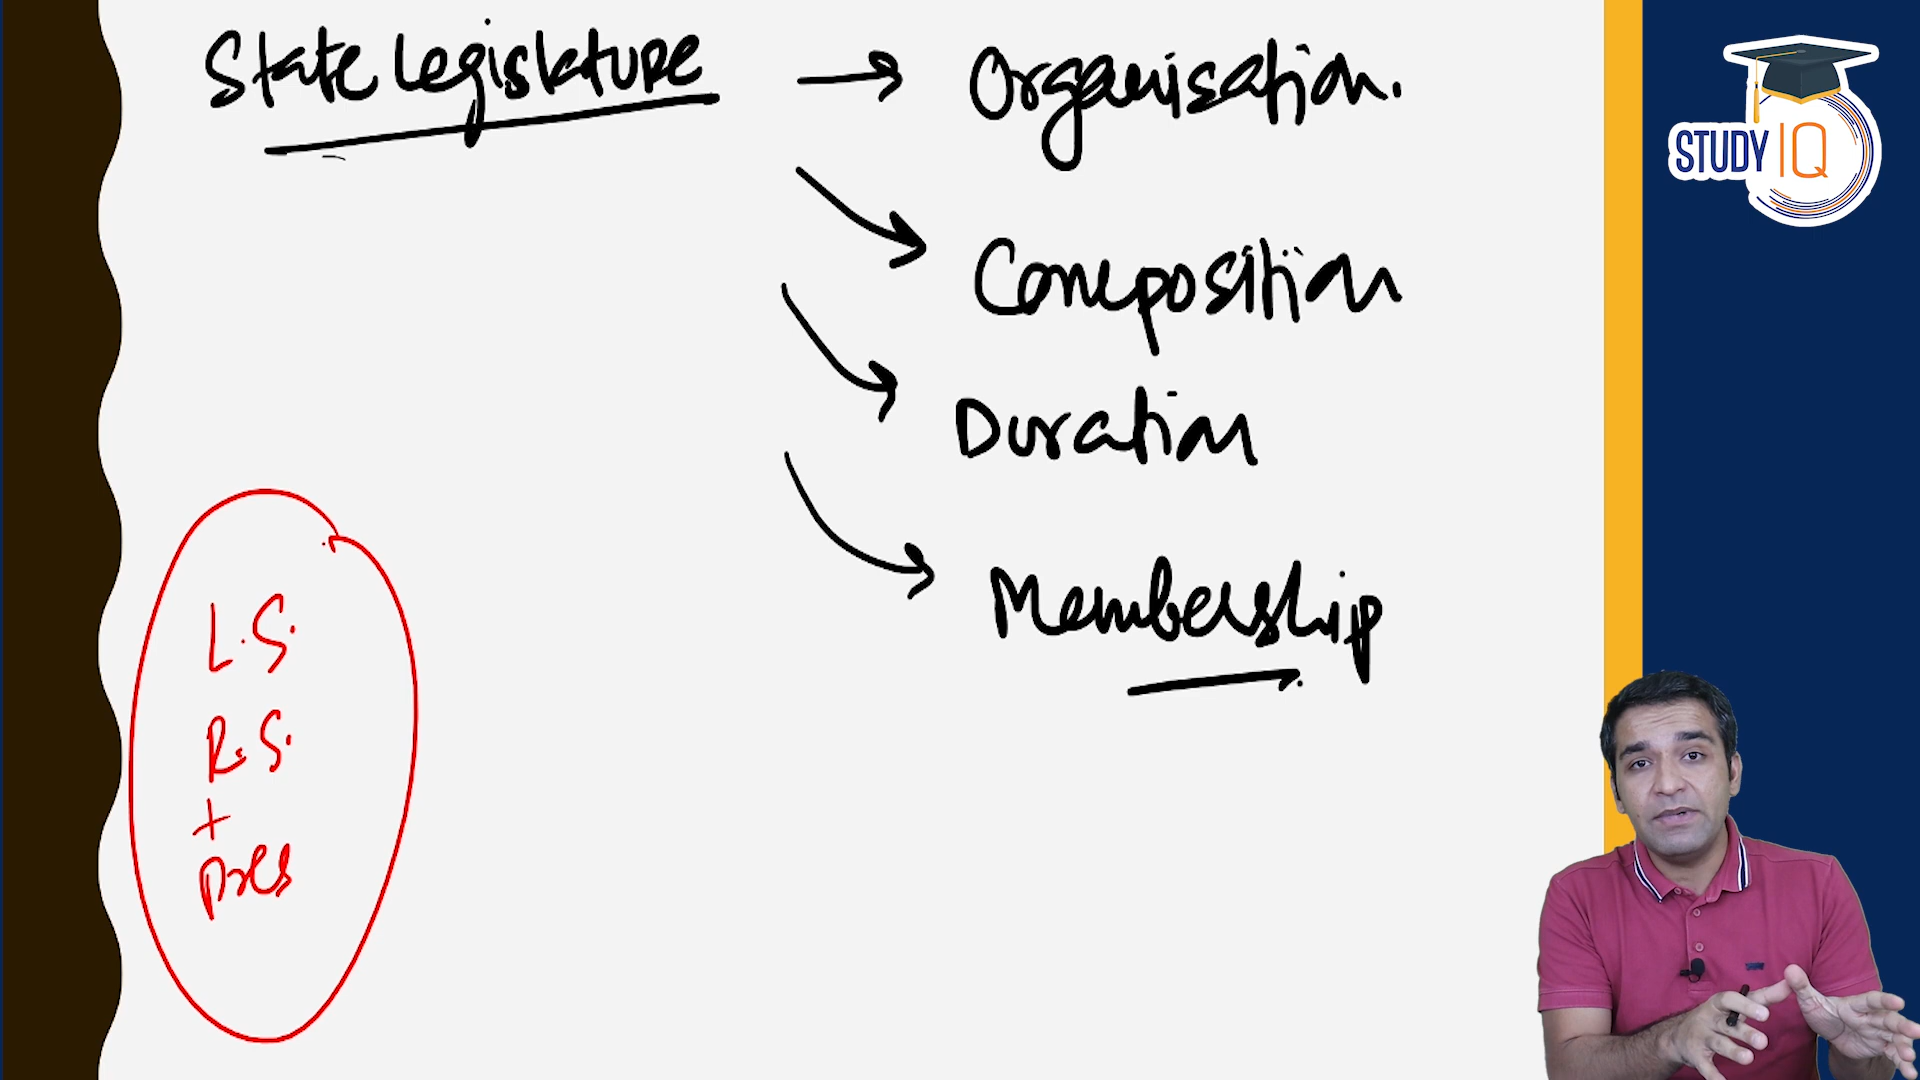 State Legislature → Organisation.
Composition
Duration
Membership
L.S.
R.S.
+
Pres
STUDY IQ